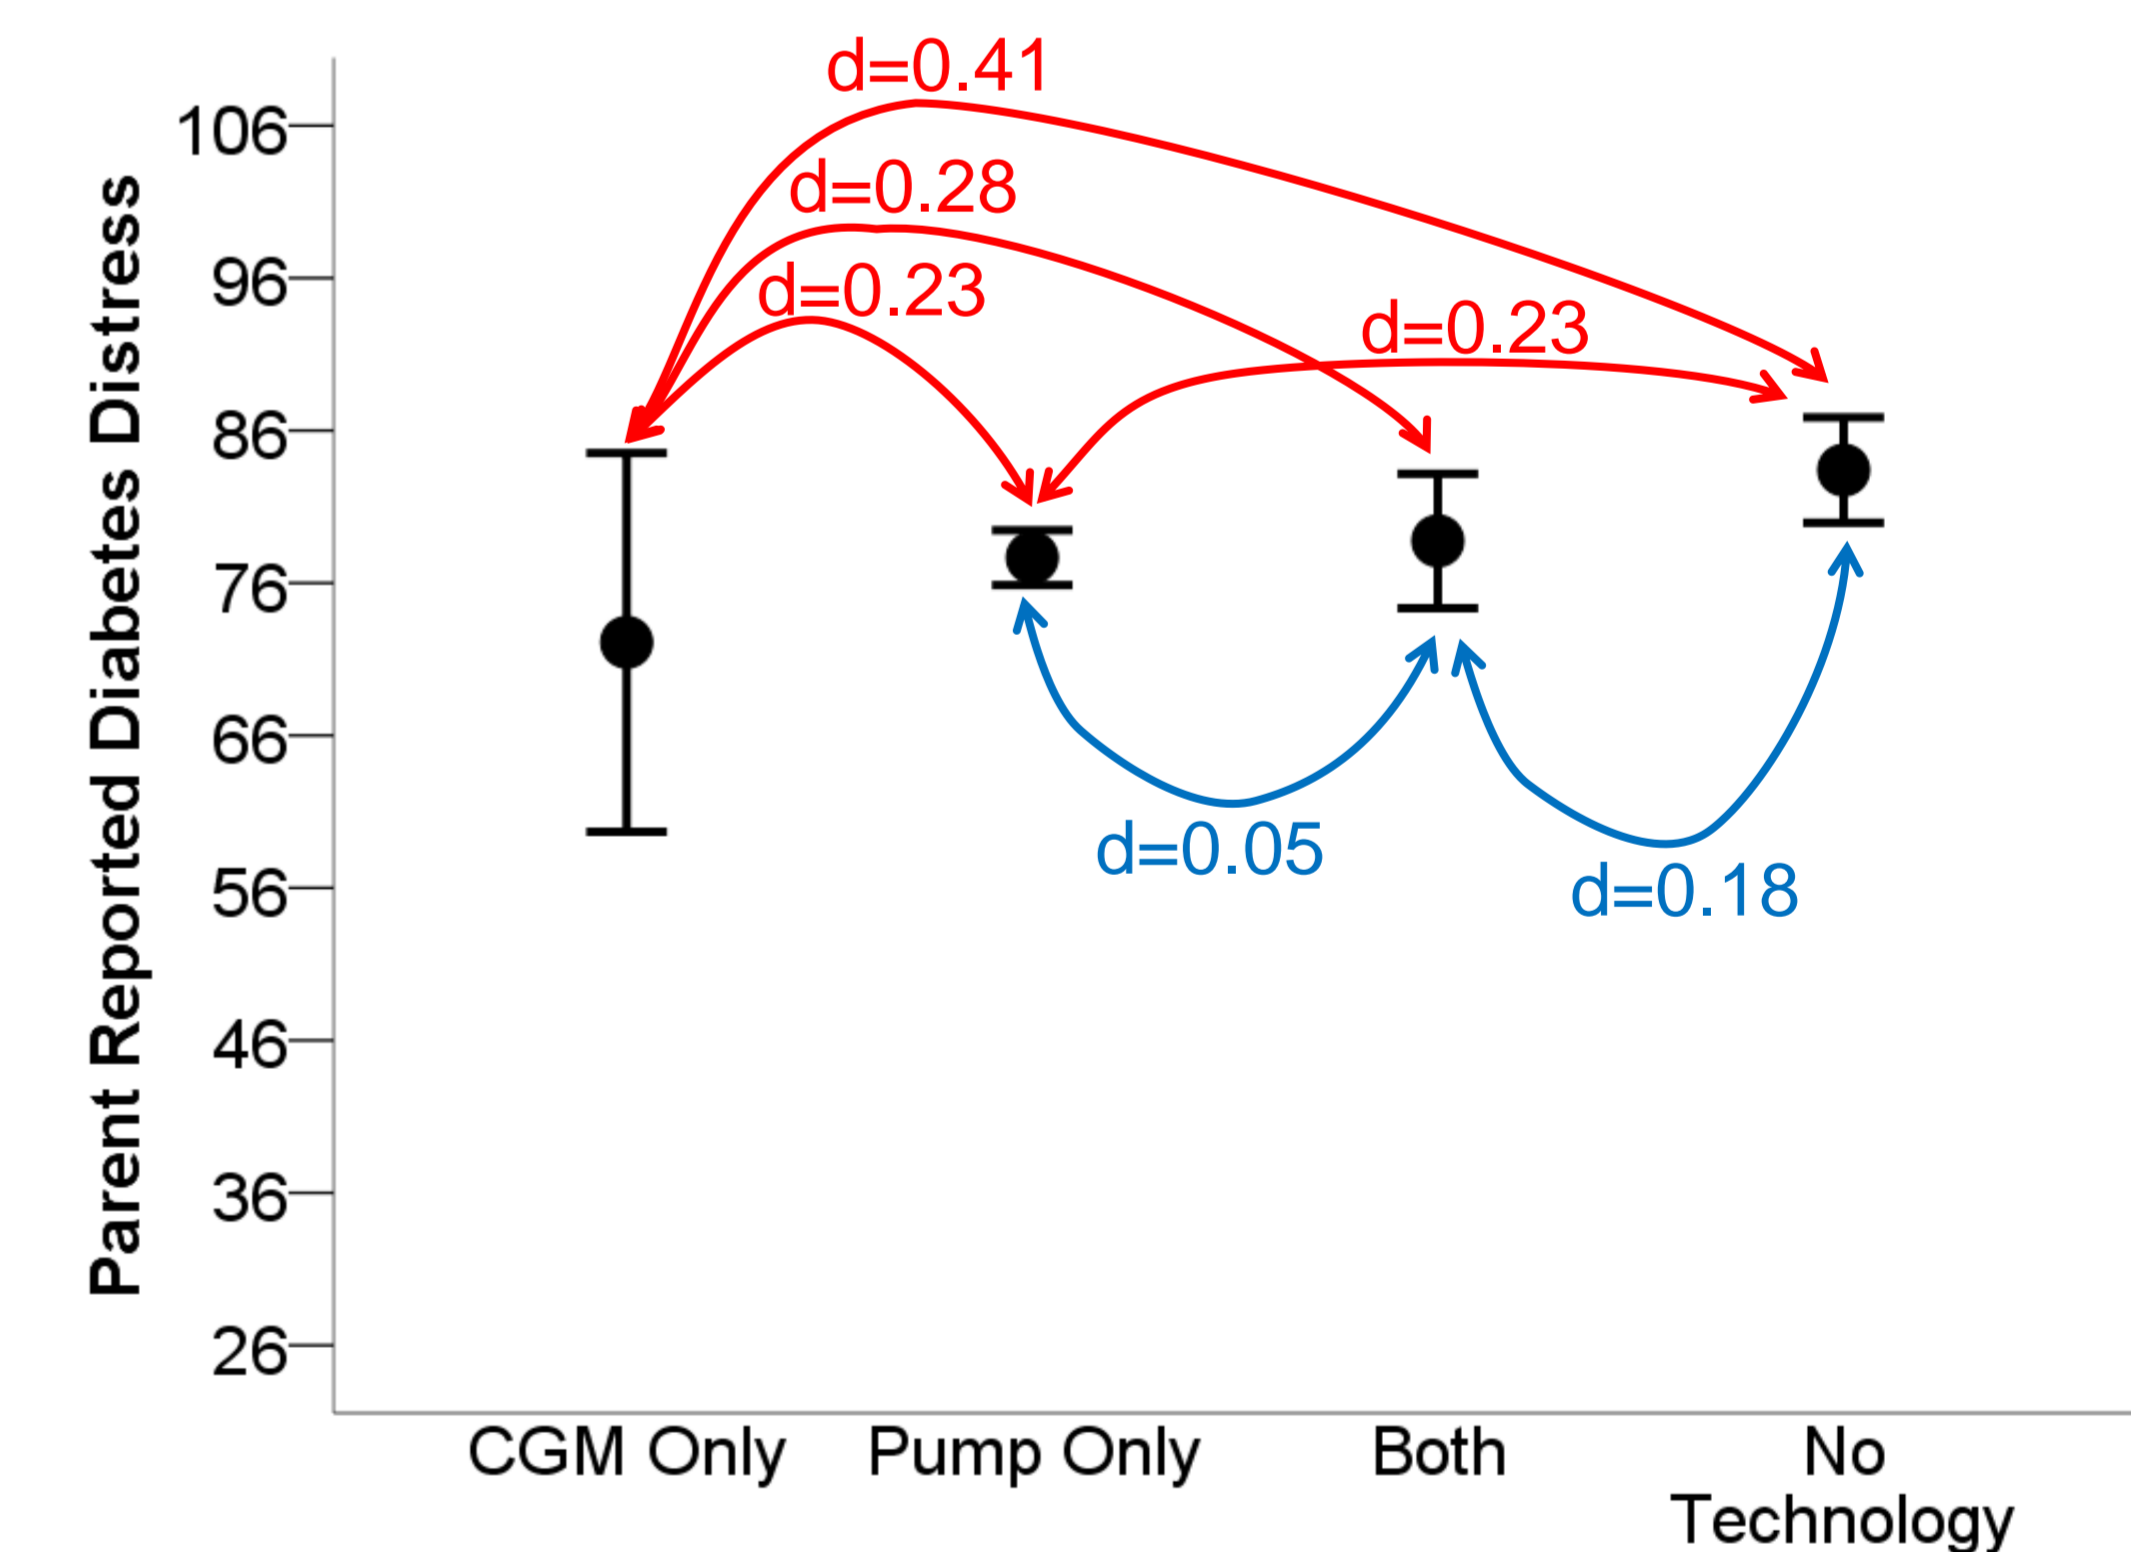 Parent Reported Diabetes Distress
106
96
86
76
66
56
46
36
26
d=0.41
d=0.28
d=0.23
d=0.23
d=0.05
d=0.18
CGM Only
Pump Only
Both
No
Technology